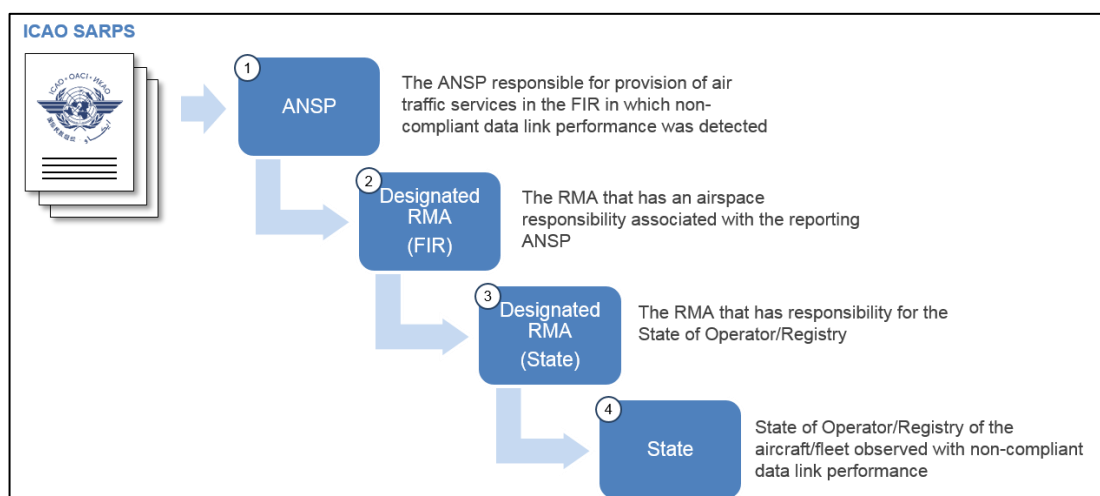 ICAO SARPS
ICAO · OACI · ИКАО
1
ANSP
The ANSP responsible for provision of air
traffic services in the FIR in which non-
compliant data link performance was detected
2
Designated
RMA
(FIR)
The RMA that has an airspace
responsibility associated with the reporting
ANSP
3
Designated
RMA
(State)
The RMA that has responsibility for the
State of Operator/Registry
4
State
State of Operator/Registry of the
aircraft/fleet observed with non-compliant
data link performance